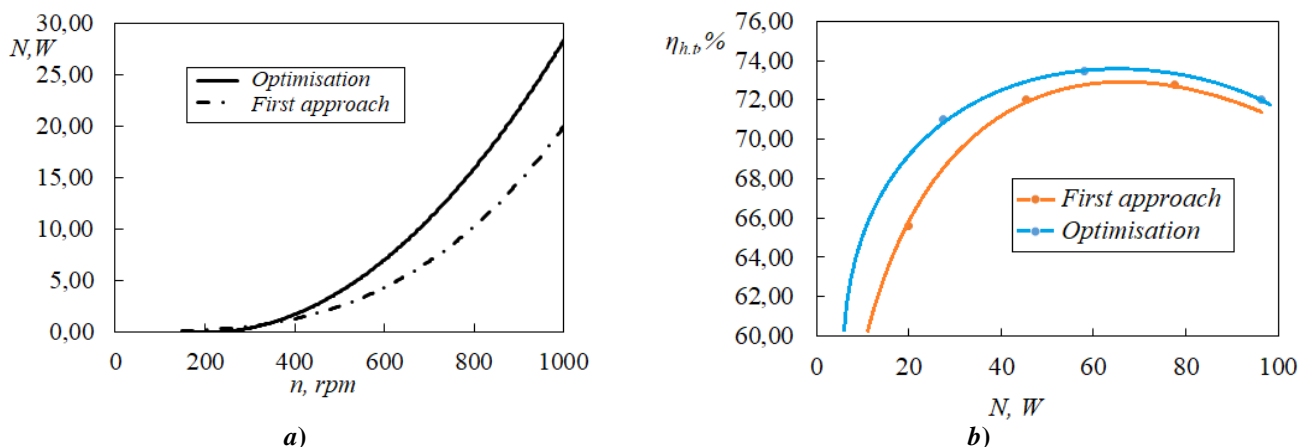 30,00
N,W
25,00
20,00
15,00
10,00
5,00
0,00
Optimisation
First approach
0 200 400 600 800 1000
n, rpm
a)
76,00
ηh.t,%
74,00
72,00
70,00
68,00
66,00
64,00
62,00
60,00
First approach
Optimisation
0 20 40 60 80 100
N, W
b)